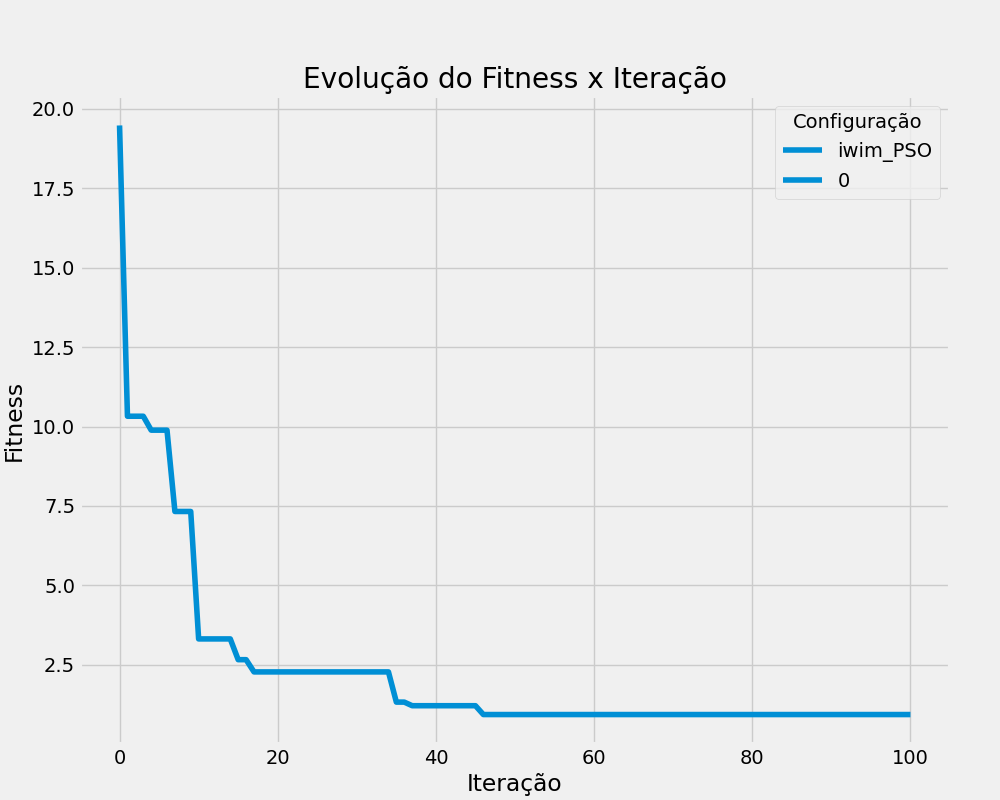 Evolução do Fitness x Iteração
Configuração
iwim_PSO
0
Fitness
20.0
17.5
15.0
12.5
10.0
7.5
5.0
2.5
0 20 40 60 80 100
Iteração